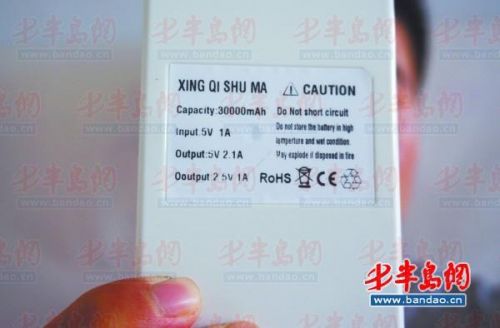 XING QI SHU MA
Capacity:30000mAh
Input:5V 1A
Output:5V 2.1A
Ooutput:2.5V 1A
CAUTION
Do Not short circuit
Do not store the battery in high
lamperture and wet condition.
May explode il disposed in fire
RoHS CE
半岛网
www.bandao.cn